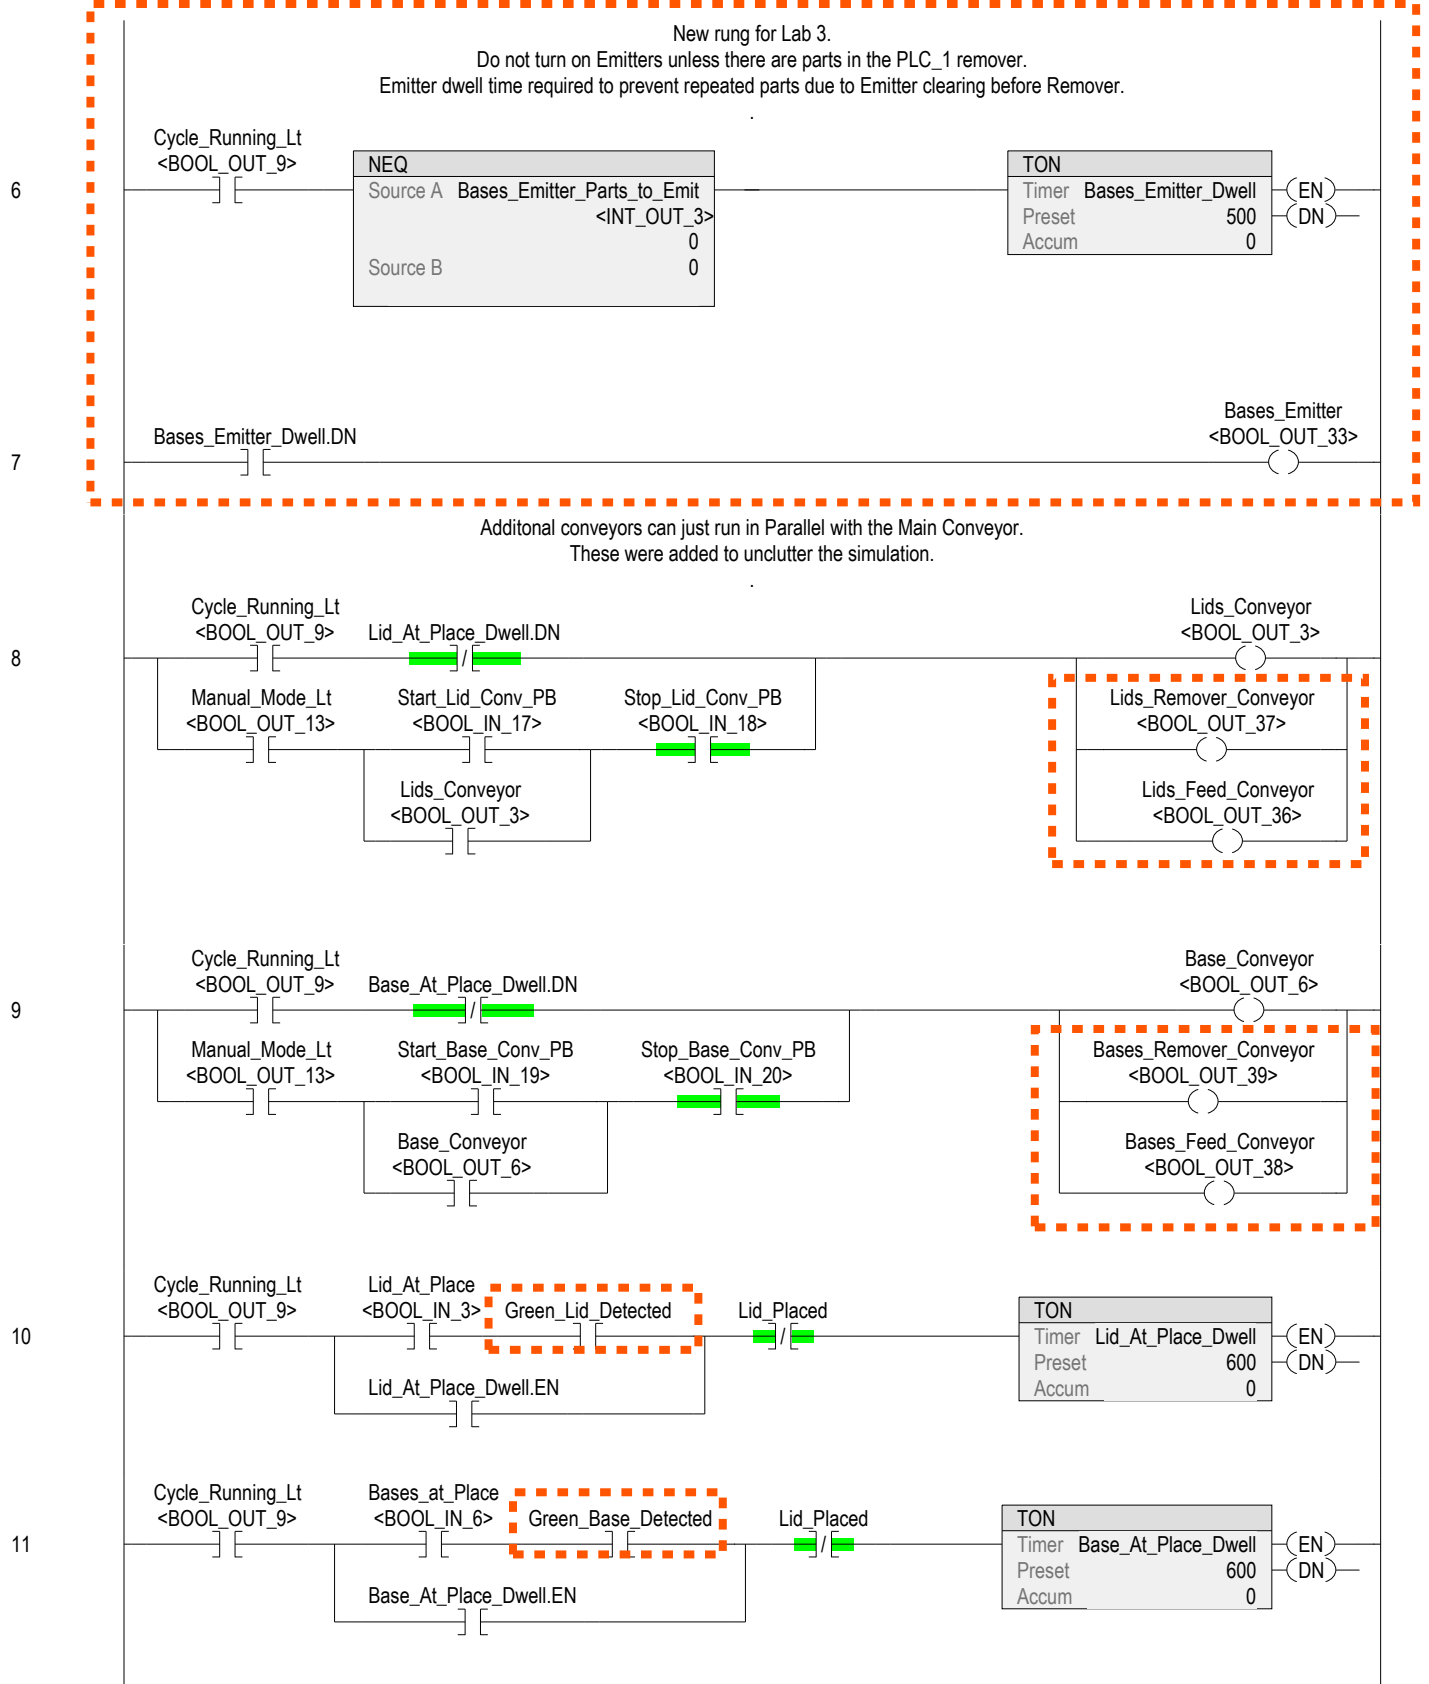 New rung for Lab 3.
Do not turn on Emitters unless there are parts in the PLC_1 remover.
Emitter dwell time required to prevent repeated parts due to Emitter clearing before Remover.
.
6
Cycle_Running_Lt
<BOOL_OUT_9>
NEQ
Source A Bases_Emitter_Parts_to_Emit
<INT_OUT_3>
0
Source B 0
TON
Timer Bases_Emitter_Dwell
Preset 500
Accum 0
EN
DN
7
Bases_Emitter_Dwell.DN
Bases_Emitter
<BOOL_OUT_33>
Additonal conveyors can just run in Parallel with the Main Conveyor.
These were added to unclutter the simulation.
.
8
Cycle_Running_Lt
<BOOL_OUT_9>
Lid_At_Place_Dwell.DN
/
Lids_Conveyor
<BOOL_OUT_3>
Manual_Mode_Lt
<BOOL_OUT_13>
Start_Lid_Conv_PB
<BOOL_IN_17>
Stop_Lid_Conv_PB
<BOOL_IN_18>
Lids_Remover_Conveyor
<BOOL_OUT_37>
Lids_Conveyor
<BOOL_OUT_3>
Lids_Feed_Conveyor
<BOOL_OUT_36>
9
Cycle_Running_Lt
<BOOL_OUT_9>
Base_At_Place_Dwell.DN
/
Base_Conveyor
<BOOL_OUT_6>
Manual_Mode_Lt
<BOOL_OUT_13>
Start_Base_Conv_PB
<BOOL_IN_19>
Stop_Base_Conv_PB
<BOOL_IN_20>
Bases_Remover_Conveyor
<BOOL_OUT_39>
Base_Conveyor
<BOOL_OUT_6>
Bases_Feed_Conveyor
<BOOL_OUT_38>
10
Cycle_Running_Lt
<BOOL_OUT_9>
Lid_At_Place
<BOOL_IN_3>
Green_Lid_Detected
Lid_Placed
/
TON
Timer Lid_At_Place_Dwell
Preset 600
Accum 0
EN
DN
Lid_At_Place_Dwell.EN
11
Cycle_Running_Lt
<BOOL_OUT_9>
Bases_at_Place
<BOOL_IN_6>
Green_Base_Detected
Lid_Placed
/
TON
Timer Base_At_Place_Dwell
Preset 600
Accum 0
EN
DN
Base_At_Place_Dwell.EN